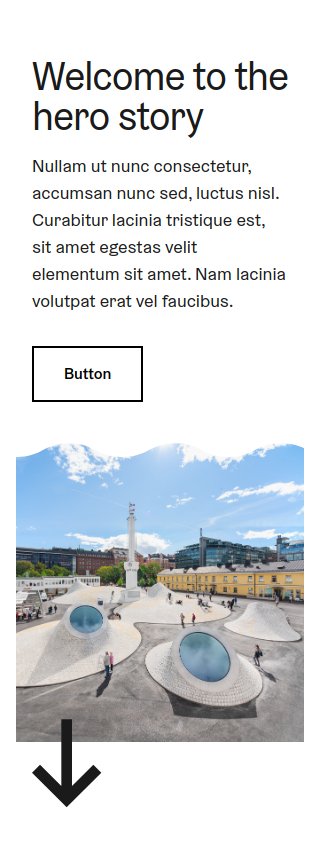 Welcome to the
hero story
Nullam ut nunc consectetur,
accumsan nunc sed, luctus nisl.
Curabitur lacinia tristique est,
sit amet egestas velit
elementum sit amet. Nam lacinia
volutpat erat vel faucibus.
Button